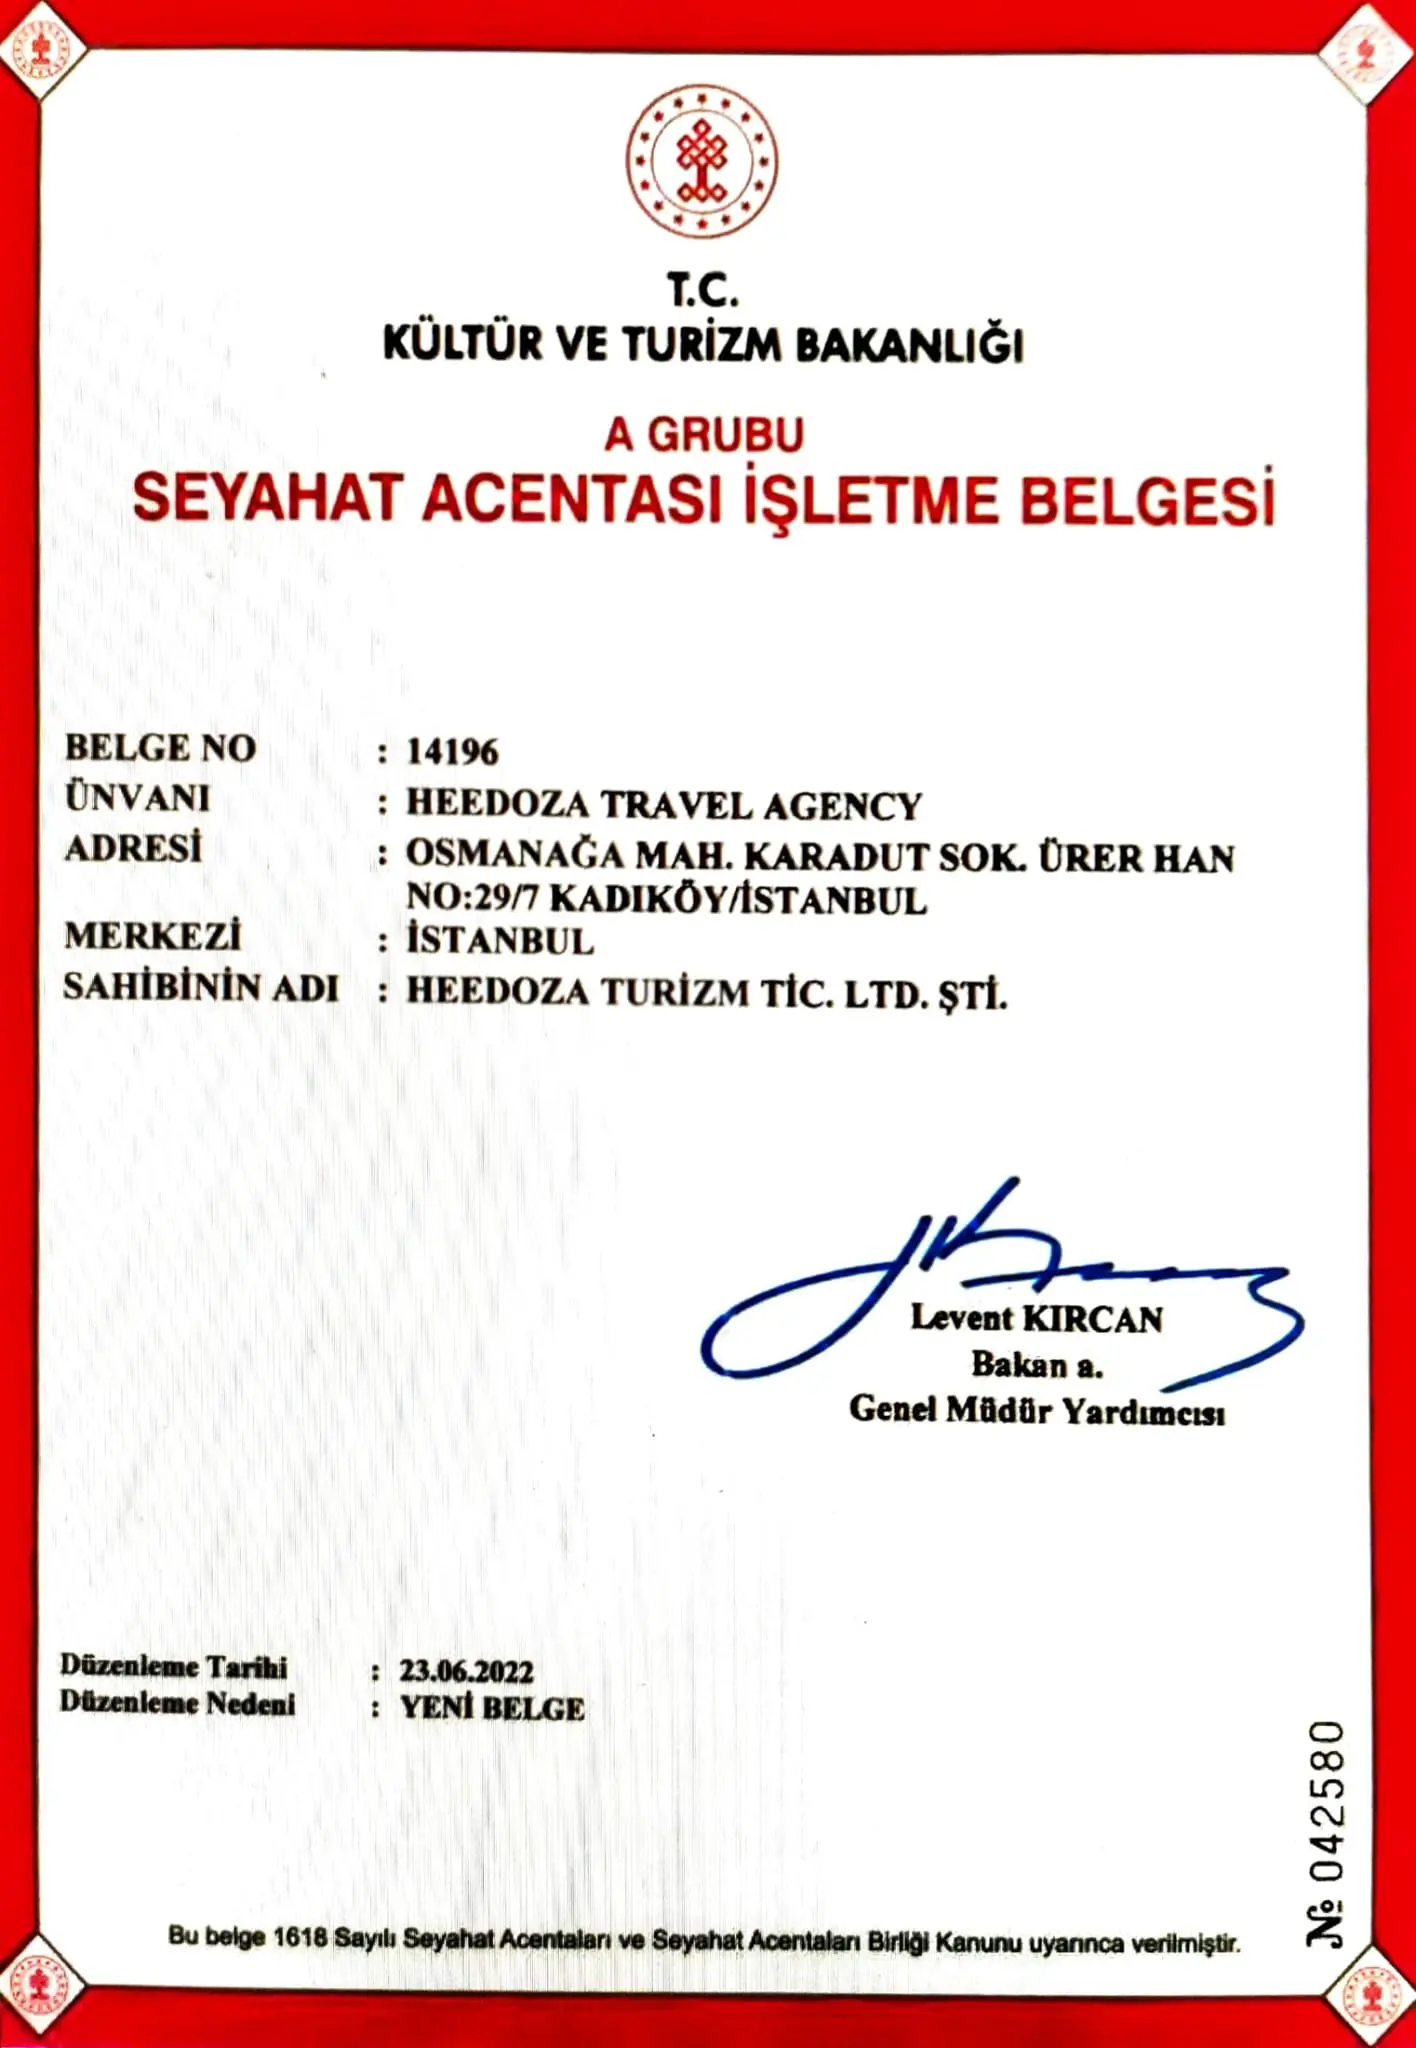 T.C.
KÜLTÜR VE TURİZM BAKANLIĞI
A GRUBU
SEYAHAT ACENTASI İŞLETME BELGESİ
BELGE NO : 14196
ÜNVANI : HEEDOZA TRAVEL AGENCY
ADRESİ : OSMANAĞA MAH. KARADUT SOK. ÜRER HAN
NO:29/7 KADIKÖY/İSTANBUL
MERKEZİ : İSTANBUL
SAHİBİNİN ADI : HEEDOZA TURİZM TİC. LTD. ŞTİ.
Levent KIRCAN
Bakan a.
Genel Müdür Yardımcısı
Düzenleme Tarihi : 23.06.2022
Düzenleme Nedeni : YENİ BELGE
№ 042580
Bu belge 1618 Sayılı Seyahat Acentaları ve Seyahat Acentaları Birliği Kanunu uyarınca verilmiştir.